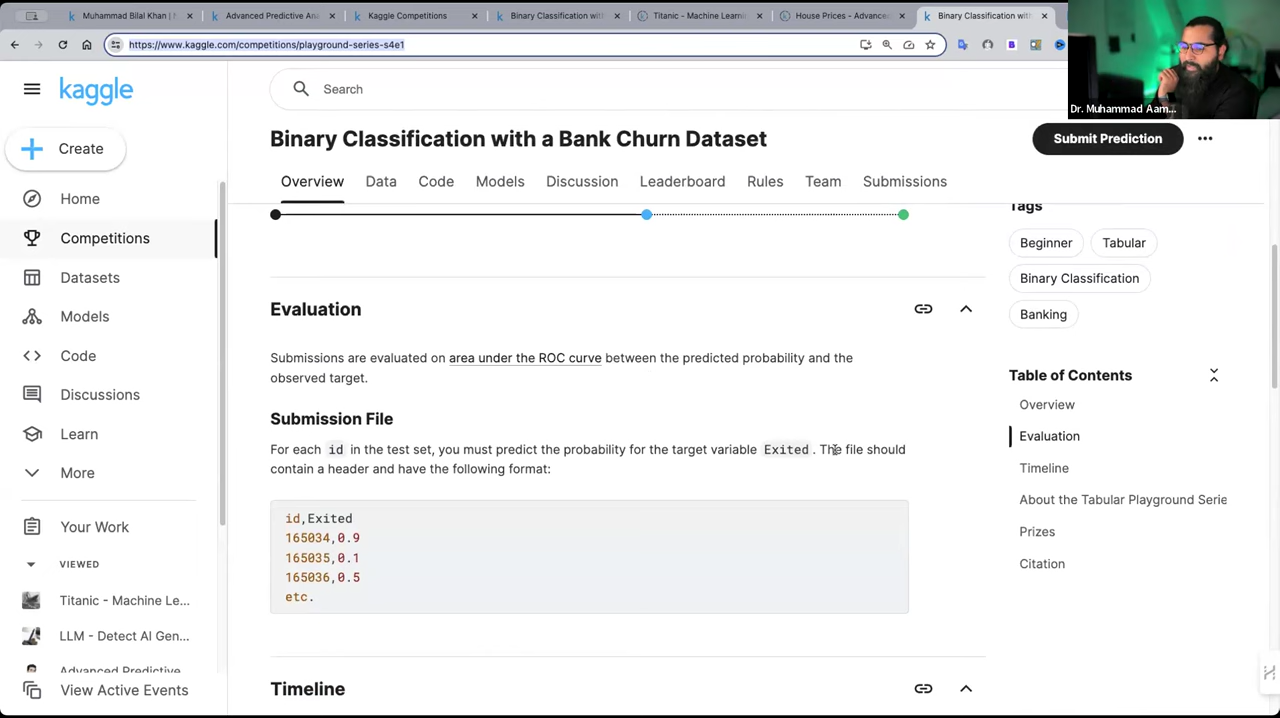 Muhammad Bilal Khan |
Advanced Predictive An
Kaggle Competitions
Binary Classification with
Titanic - Machine Learni
House Prices - Advanced
Binary Classification with
https://www.kaggle.com/competitions/playground-series-s4e1
Dr. Muhammad Aam...
kaggle
Search
Create
Binary Classification with a Bank Churn Dataset
Submit Prediction
Overview Data Code Models Discussion Leaderboard Rules Team Submissions
Home
Competitions
Datasets
Models
Code
Discussions
Learn
More
Your Work
VIEWED
Titanic - Machine Le...
LLM - Detect AI Gen...
Advanced Predictive
View Active Events
Evaluation
Submissions are evaluated on area under the ROC curve between the predicted probability and the
observed target.
Submission File
For each id in the test set, you must predict the probability for the target variable Exited. The file should
contain a header and have the following format:
id,Exited
165034,0.9
165035,0.1
165036,0.5
etc.
Timeline
Tags
Beginner
Tabular
Binary Classification
Banking
Table of Contents
Overview
Evaluation
Timeline
About the Tabular Playground Serie
Prizes
Citation